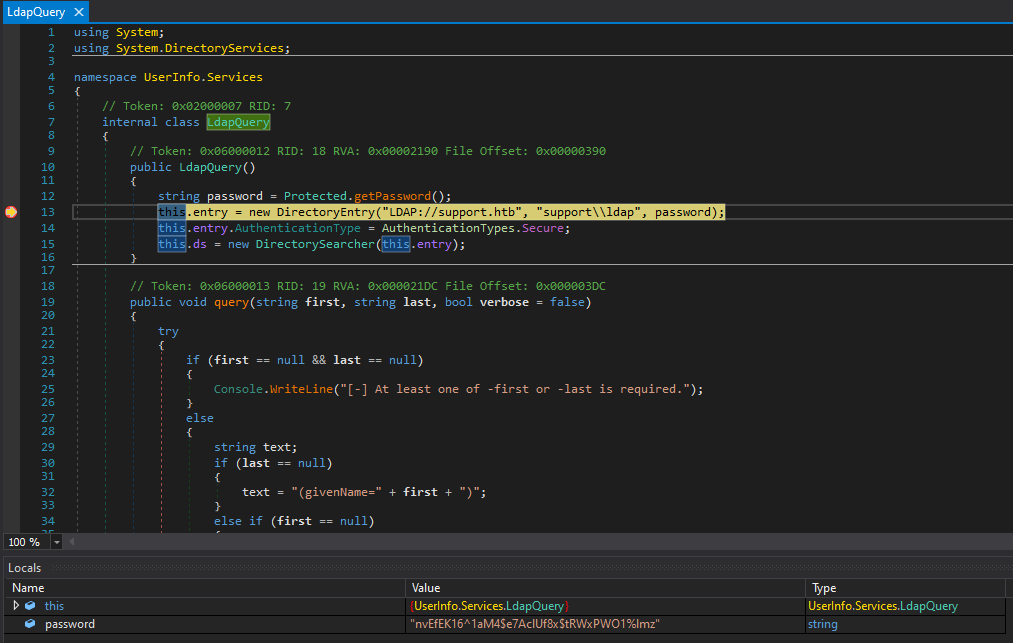 LdapQuery ✕
1 using System;
2 using System.DirectoryServices;
3
4 namespace UserInfo.Services
5 {
6 // Token: 0x02000007 RID: 7
7 internal class LdapQuery
8 {
9 // Token: 0x06000012 RID: 18 RVA: 0x00002190 File Offset: 0x00000390
10 public LdapQuery()
11 {
12 string password = Protected.getPassword();
13 this.entry = new DirectoryEntry("LDAP://support.htb", "support\\ldap", password);
14 this.entry.AuthenticationType = AuthenticationTypes.Secure;
15 this.ds = new DirectorySearcher(this.entry);
16 }
17
18 // Token: 0x06000013 RID: 19 RVA: 0x000021DC File Offset: 0x000003DC
19 public void query(string first, string last, bool verbose = false)
20 {
21 try
22 {
23 if (first == null && last == null)
24 {
25 Console.WriteLine("[-] At least one of -first or -last is required.");
26 }
27 else
28 {
29 string text;
30 if (last == null)
31 {
32 text = "(givenName=" + first + ")";
33 }
34 else if (first == null)
100 %
Locals
Name Value Type
this {UserInfo.Services.LdapQuery} UserInfo.Services.LdapQuery
password "nvEfEK16^1aM4$e7AclUf8x$tRWxPWO1%lmz" string